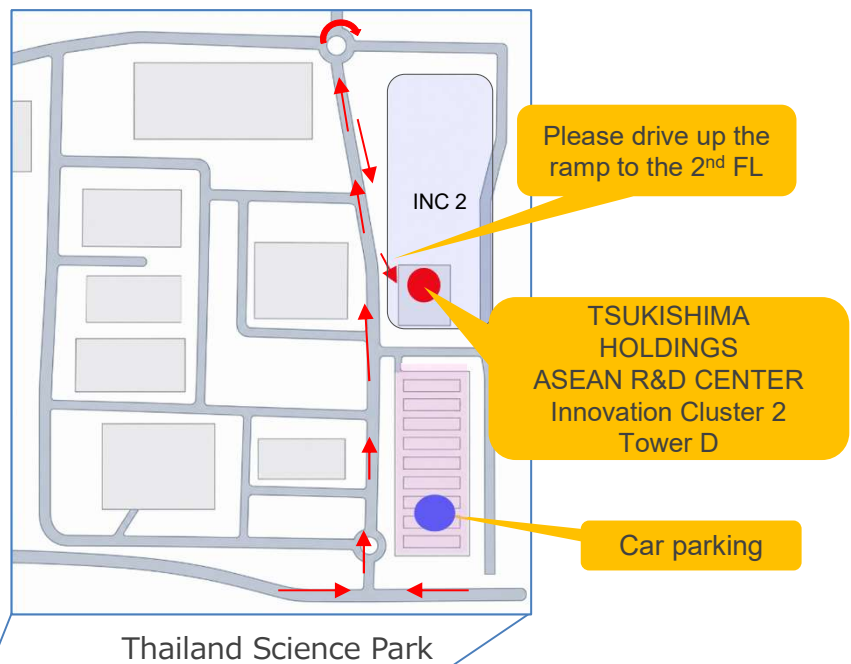 Please drive up the
ramp to the 2nd FL
INC 2
TSUKISHIMA
HOLDINGS
ASEAN R&D CENTER
Innovation Cluster 2
Tower D
Car parking
Thailand Science Park